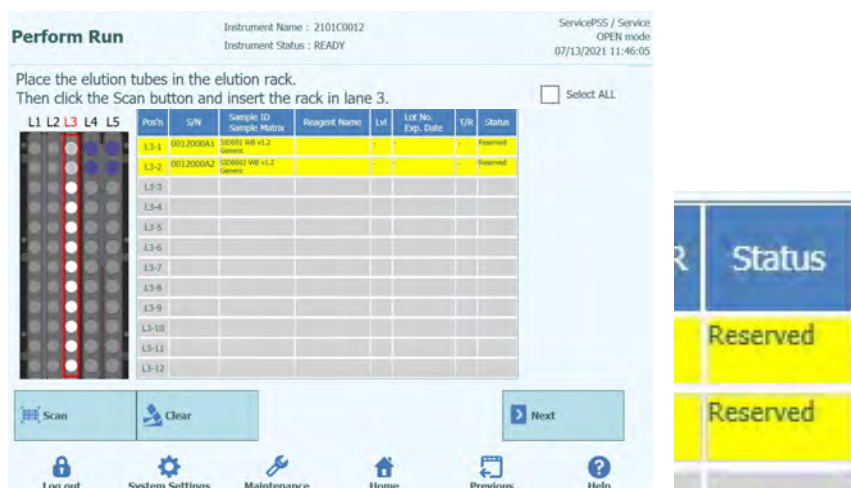 Perform Run
Instrument Name : 2101C0012
Instrument Status : READY
ServicePSS / Service
OPEN mode
07/13/2021 11:46:05
Place the elution tubes in the elution rack.
Then click the Scan button and insert the rack in lane 3.
Select ALL
L1 L2 L3 L4 L5
Pos'n S/N Sample ID Sample Matrix Reagent Name Lvl Lot No. Exp. Date T/R Status
L3-1 0012000A1 SID001 WB v1.2 Generic - - - Reserved
L3-2 0012000A2 SID0002 WB v1.2 Generic - - - Reserved
L3-3
L3-4
L3-5
L3-6
L3-7
L3-8
L3-9
L3-10
L3-11
L3-12
Scan
Clear
Next
Log out
System Settings
Maintenance
Home
Previous
Help
R Status
Reserved
Reserved